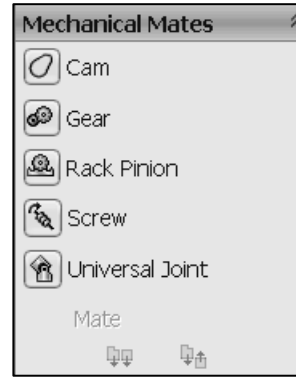 Mechanical Mates
Cam
Gear
Rack Pinion
Screw
Universal Joint
Mate